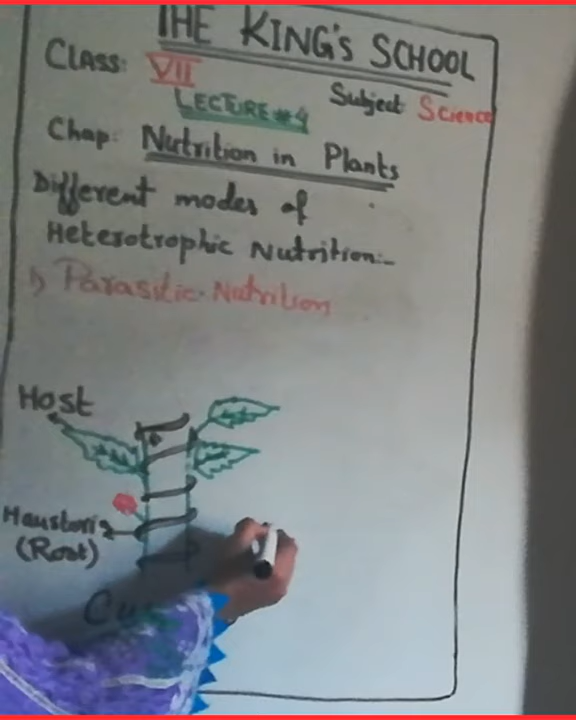 THE KING'S SCHOOL
CLASS: VII
Subject Science
LECTURE #4
Chap: Nutrition in Plants
Different modes of
Heterotrophic Nutrition:-
1) Parasitic Nutrition
Host
Haustoria
(Root)